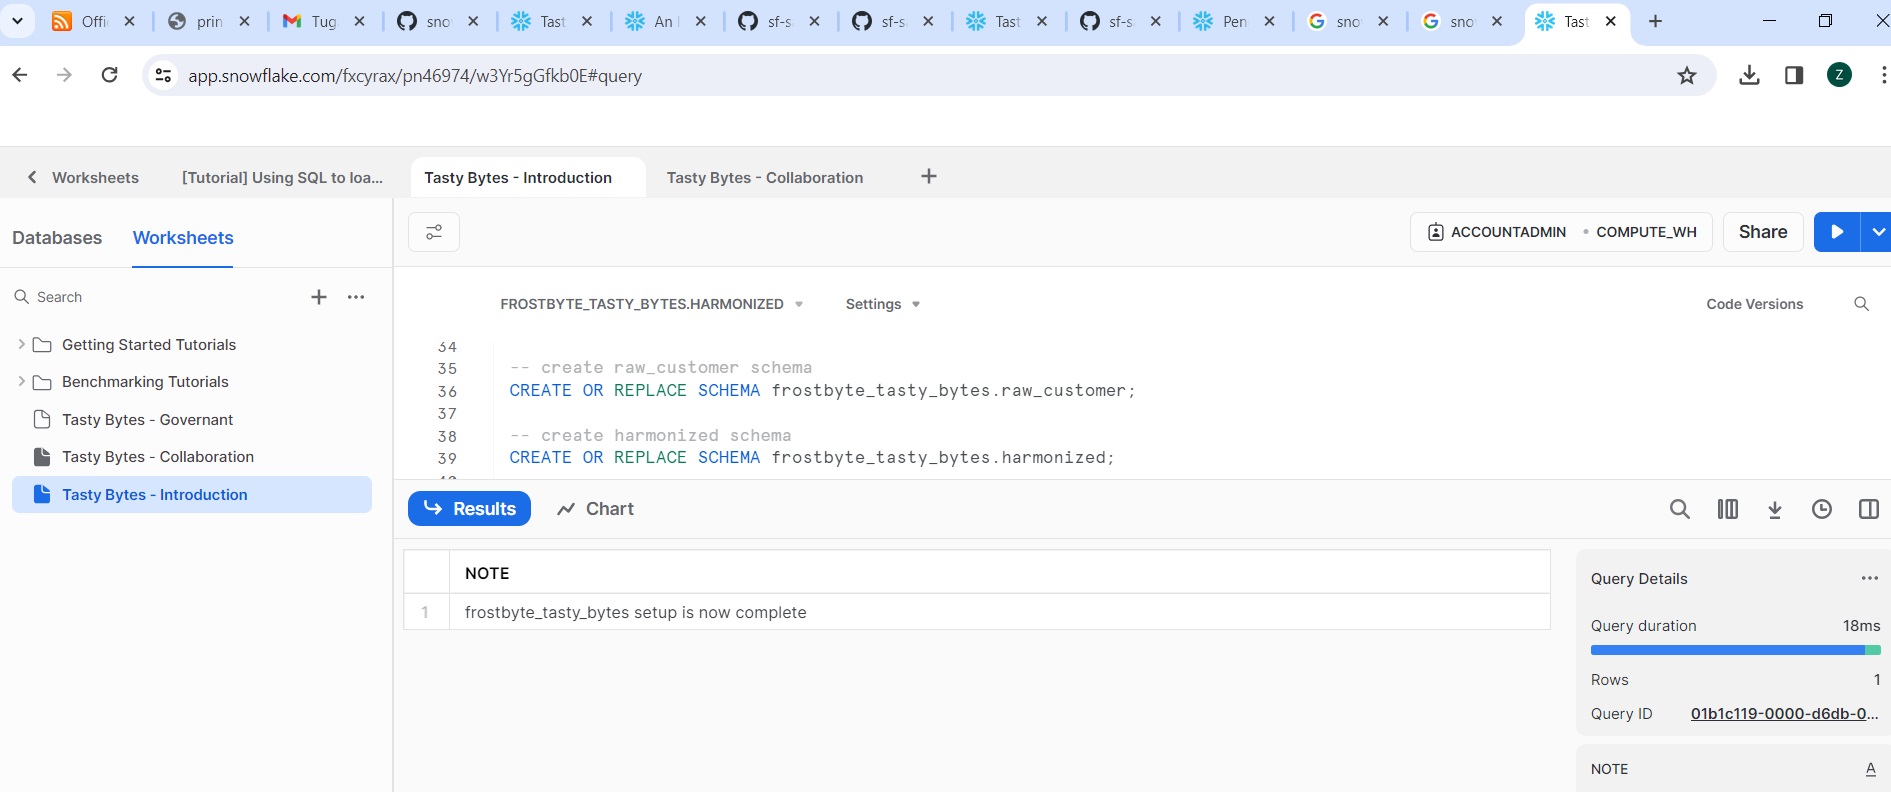 Offi
prin
Tug
sno
Tast
An
sf-s
sf-s
Tast
sf-s
Pen
sno
sno
Tast
app.snowflake.com/fxcyrax/pn46974/w3Yr5gGfkb0E#query
Z
Worksheets
[Tutorial] Using SQL to loa...
Tasty Bytes - Introduction
Tasty Bytes - Collaboration
Databases
Worksheets
ACCOUNTADMIN • COMPUTE_WH
Share
Search
FROSTBYTE_TASTY_BYTES.HARMONIZED
Settings
Code Versions
Getting Started Tutorials
Benchmarking Tutorials
Tasty Bytes - Governant
Tasty Bytes - Collaboration
Tasty Bytes - Introduction
34
35 -- create raw_customer schema
36 CREATE OR REPLACE SCHEMA frostbyte_tasty_bytes.raw_customer;
37
38 -- create harmonized schema
39 CREATE OR REPLACE SCHEMA frostbyte_tasty_bytes.harmonized;
Results
Chart
NOTE
1 frostbyte_tasty_bytes setup is now complete
Query Details
Query duration 18ms
Rows 1
Query ID 01b1c119-0000-d6db-0...
NOTE A